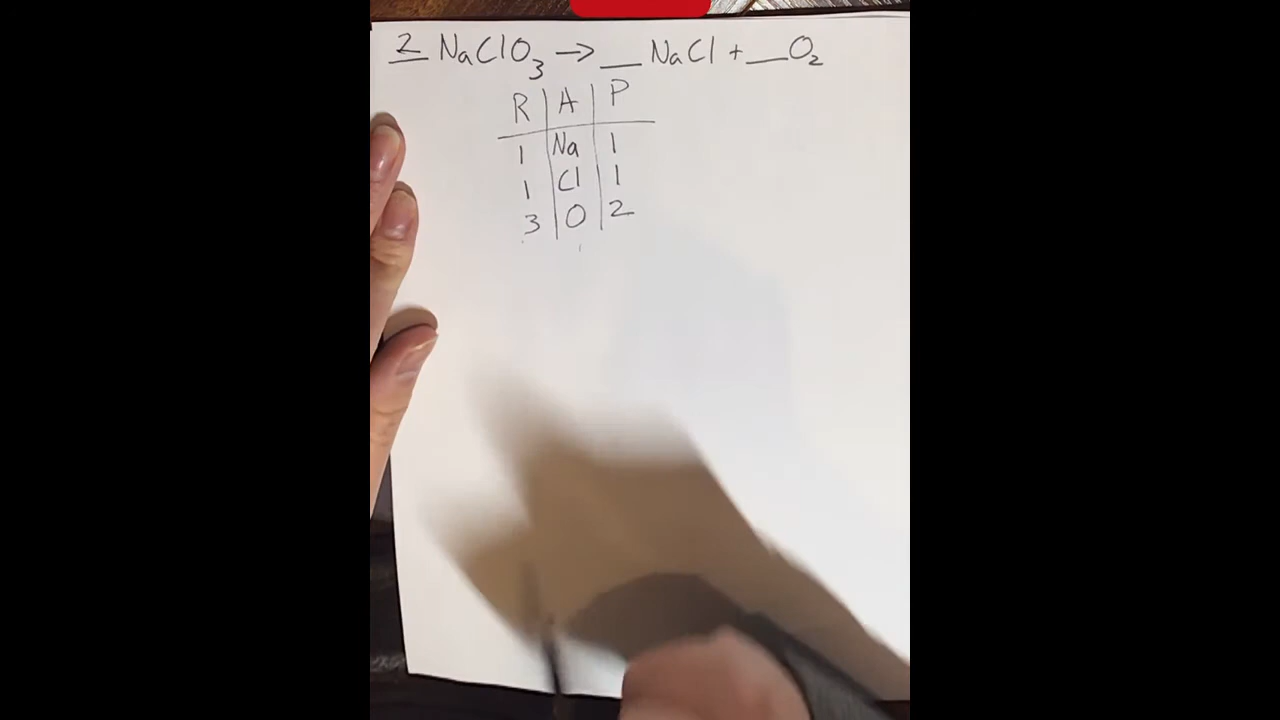 2 NaClO₃ → __ NaCl + __ O₂
R | A | P
1 | Na | 1
1 | Cl | 1
3 | O | 2